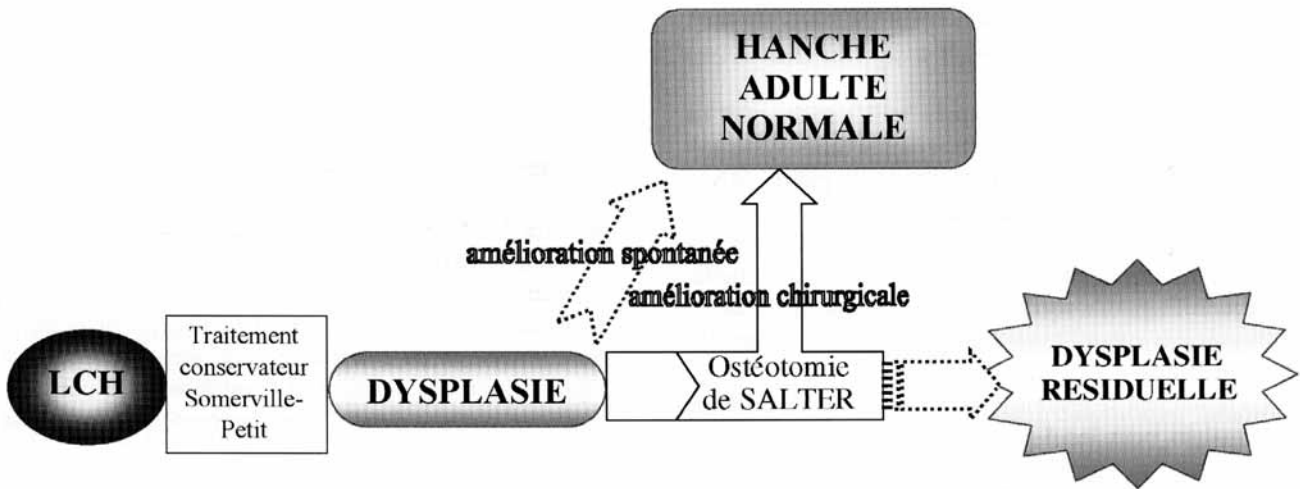 HANCHE
ADULTE
NORMALE
amélioration spontanée
amélioration chirurgicale
LCH
Traitement
conservateur
Somerville-
Petit
DYSPLASIE
Ostéotomie
de SALTER
DYSPLASIE
RESIDUELLE